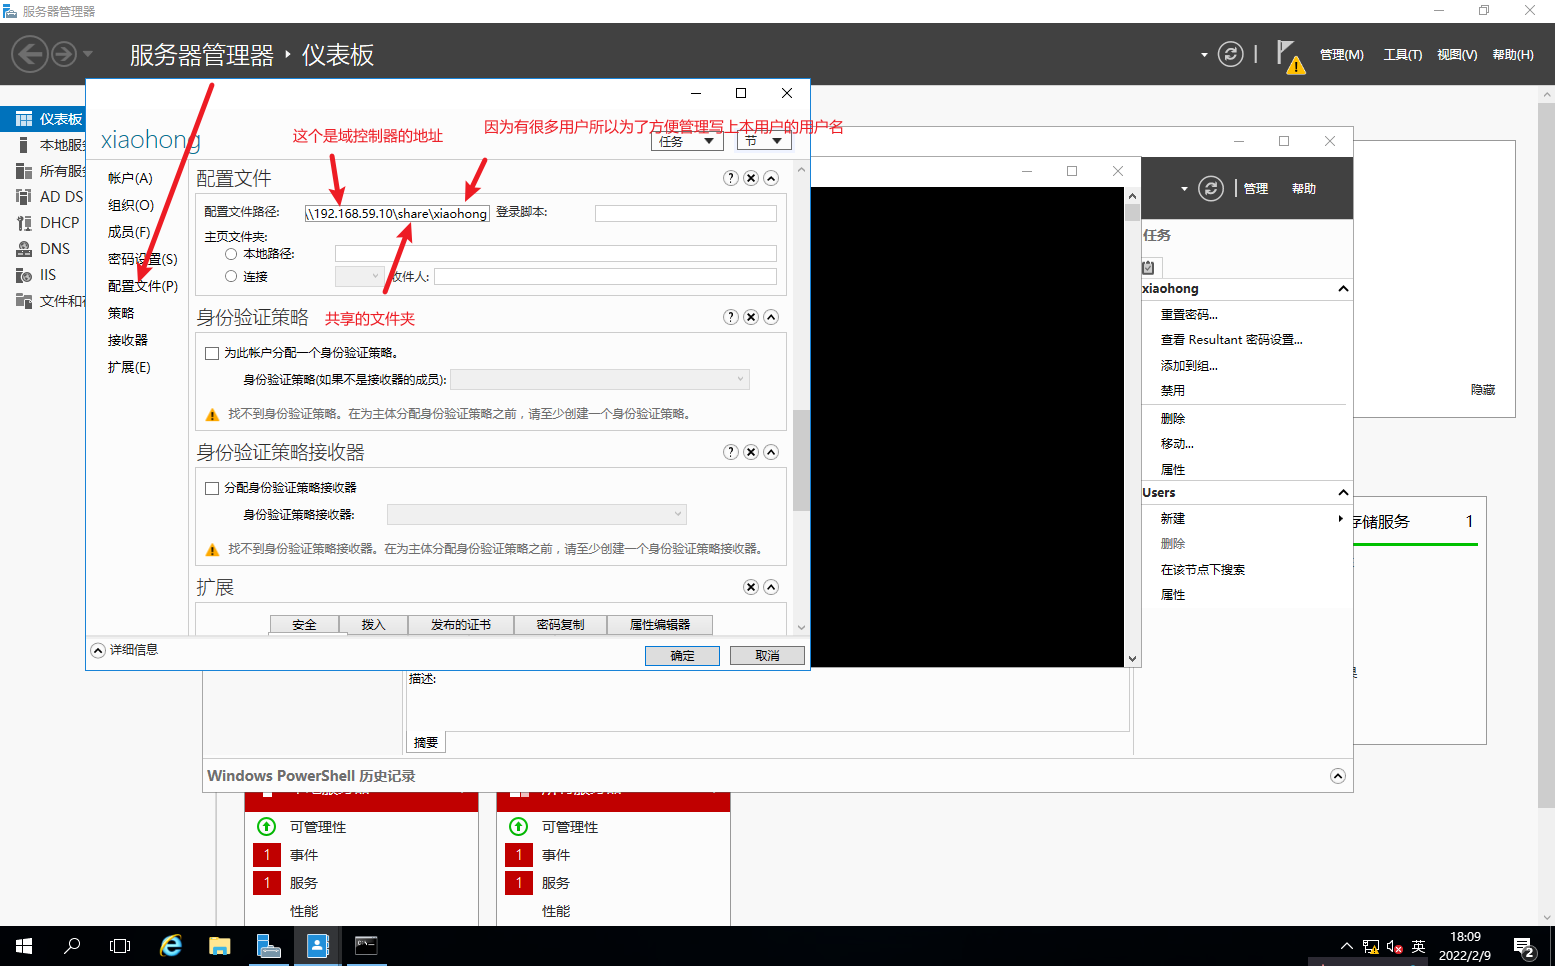 服务器管理器
服务器管理器 · 仪表板
管理(M) 工具(T) 视图(V) 帮助(H)
仪表板
本地服
所有服
AD DS
DHCP
DNS
IIS
文件和
xiaohong
这个是域控制器的地址
因为有很多用户所以为了方便管理写上本用户的用户名
任务
节
帐户(A)
组织(O)
成员(F)
密码设置(S)
配置文件(P)
策略
接收器
扩展(E)
配置文件
配置文件路径: \\192.168.59.10\share\xiaohong 登录脚本:
主页文件夹:
本地路径:
连接
收件人:
身份验证策略
共享的文件夹
为此帐户分配一个身份验证策略。
身份验证策略(如果不是接收器的成员):
找不到身份验证策略。在为主体分配身份验证策略之前，请至少创建一个身份验证策略。
身份验证策略接收器
分配身份验证策略接收器
身份验证策略接收器:
找不到身份验证策略接收器。在为主体分配身份验证策略之前，请至少创建一个身份验证策略接收器。
扩展
安全 拨入 发布的证书 密码复制 属性编辑器
详细信息
确定 取消
管理 帮助
任务
xiaohong
重置密码...
查看 Resultant 密码设置...
添加到组...
禁用
删除
移动...
属性
Users
新建
删除
在该节点下搜索
属性
隐藏
存储服务 1
描述:
摘要
Windows PowerShell 历史记录
可管理性
1 事件
1 服务
性能
可管理性
1 事件
1 服务
性能
英
18:09
2022/2/9
2